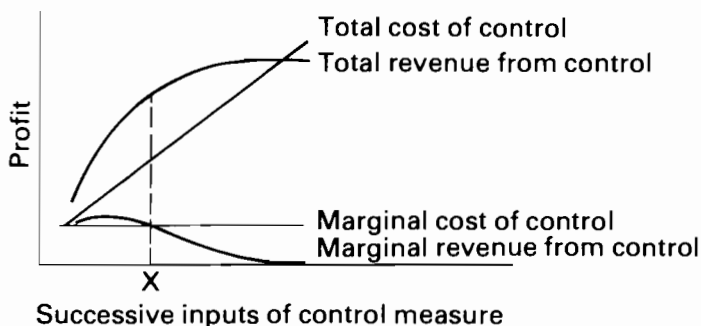 Total cost of control
Total revenue from control
Profit
Marginal cost of control
Marginal revenue from control
X
Successive inputs of control measure